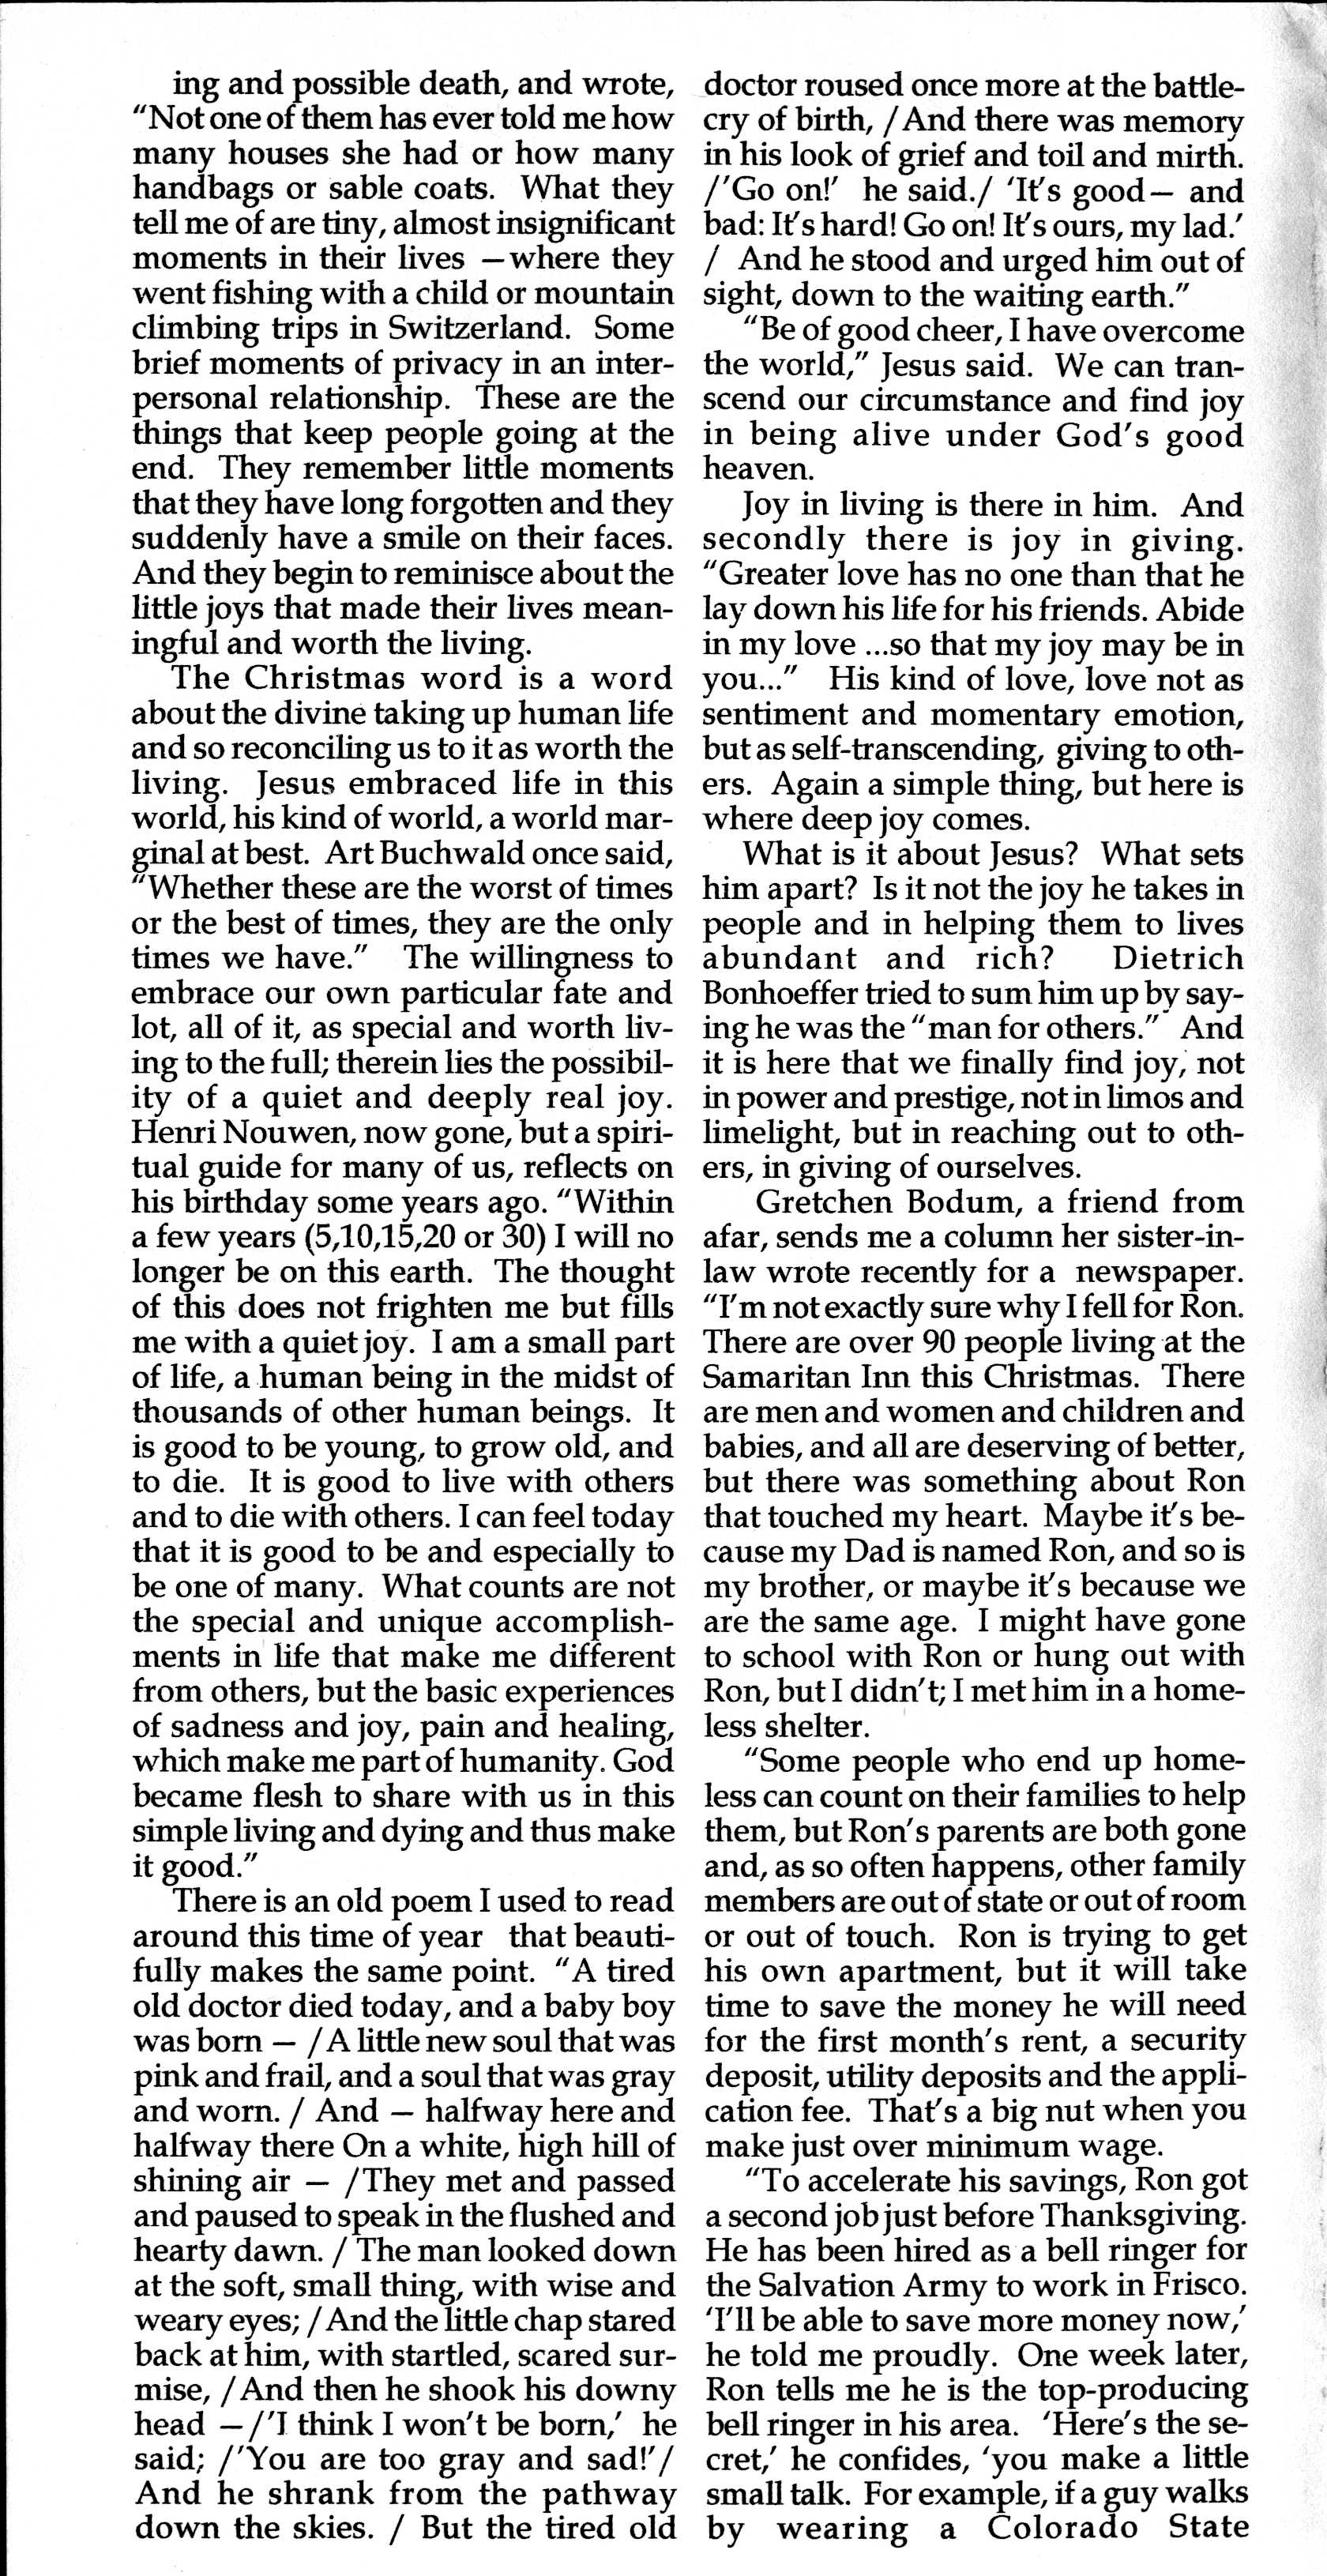 ing and possible death, and wrote,
“Not one of them has ever told me how
many houses she had or how many
handbags or sable coats. What they
tell me of are tiny, almost insignificant
moments in their lives —where they
went fishing with a child or mountain
climbing trips in Switzerland. Some
brief moments of privacy in an inter-
personal relationship. These are the
things that keep people going at the
end. They remember little moments
that they have long forgotten and they
suddenly have a smile on their faces.
And they begin to reminisce about the
little joys that made their lives mean-
ingful and worth the living.
The Christmas word is a word
about the divine taking up human life
and so reconciling us to it as worth the
living. Jesus embraced life in this
world, his kind of world, a world mar-
ginal at best. Art Buchwald once said,
“Whether these are the worst of times
or the best of times, they are the only
times we have.” The willingness to
embrace our own particular fate and
lot, all of it, as special and worth liv-
ing to the full; therein lies the possibil-
ity of a quiet and deeply real joy.
Henri Nouwen, now gone, but a spiri-
tual guide for many of us, reflects on
his birthday some years ago. “Within
a few years (5,10,15,20 or 30) I will no
longer be on this earth. The thought
of this does not frighten me but fills
me with a quiet joy. I am a small part
of life, a human being in the midst of
thousands of other human beings. It
is good to be young, to grow old, and
to die. It is good to live with others
and to die with others. I can feel today
that it is good to be and especially to
be one of many. What counts are not
the special and unique accomplish-
ments in life that make me different
from others, but the basic experiences
of sadness and joy, pain and healing,
which make me part of humanity. God
became flesh to share with us in this
simple living and dying and thus make
it good.”
There is an old poem I used to read
around this time of year that beauti-
fully makes the same point. “A tired
old doctor died today, and a baby boy
was born — /A little new soul that was
pink and frail, and a soul that was gray
and worn. / And — halfway here and
halfway there On a white, high hill of
shining air — /They met and passed
and paused to speak in the flushed and
hearty dawn. / The man looked down
at the soft, small thing, with wise and
weary eyes; /And the little chap stared
back at him, with startled, scared sur-
mise, /And then he shook his downy
head —/’I think I won’t be born,’ he
said; /’You are too gray and sad!’/
And he shrank from the pathway
down the skies. / But the tired old
doctor roused once more at the battle-
cry of birth, /And there was memory
in his look of grief and toil and mirth.
/’Go on!’ he said./ ‘It’s good— and
bad: It’s hard! Go on! It’s ours, my lad.’
/ And he stood and urged him out of
sight, down to the waiting earth.”
“Be of good cheer, I have overcome
the world,” Jesus said. We can tran-
scend our circumstance and find joy
in being alive under God’s good
heaven.
Joy in living is there in him. And
secondly there is joy in giving.
“Greater love has no one than that he
lay down his life for his friends. Abide
in my love ...so that my joy may be in
you...” His kind of love, love not as
sentiment and momentary emotion,
but as self-transcending, giving to oth-
ers. Again a simple thing, but here is
where deep joy comes.
What is it about Jesus? What sets
him apart? Is it not the joy he takes in
people and in helping them to lives
abundant and rich? Dietrich
Bonhoeffer tried to sum him up by say-
ing he was the “man for others.” And
it is here that we finally find joy, not
in power and prestige, not in limos and
limelight, but in reaching out to oth-
ers, in giving of ourselves.
Gretchen Bodum, a friend from
afar, sends me a column her sister-in-
law wrote recently for a newspaper.
“I’m not exactly sure why I fell for Ron.
There are over 90 people living at the
Samaritan Inn this Christmas. There
are men and women and children and
babies, and all are deserving of better,
but there was something about Ron
that touched my heart. Maybe it’s be-
cause my Dad is named Ron, and so is
my brother, or maybe it’s because we
are the same age. I might have gone
to school with Ron or hung out with
Ron, but I didn’t; I met him in a home-
less shelter.
“Some people who end up home-
less can count on their families to help
them, but Ron’s parents are both gone
and, as so often happens, other family
members are out of state or out of room
or out of touch. Ron is trying to get
his own apartment, but it will take
time to save the money he will need
for the first month’s rent, a security
deposit, utility deposits and the appli-
cation fee. That’s a big nut when you
make just over minimum wage.
“To accelerate his savings, Ron got
a second job just before Thanksgiving.
He has been hired as a bell ringer for
the Salvation Army to work in Frisco.
‘I’ll be able to save more money now,’
he told me proudly. One week later,
Ron tells me he is the top-producing
bell ringer in his area. ‘Here’s the se-
cret,’ he confides, ‘you make a little
small talk. For example, if a guy walks
by wearing a Colorado State